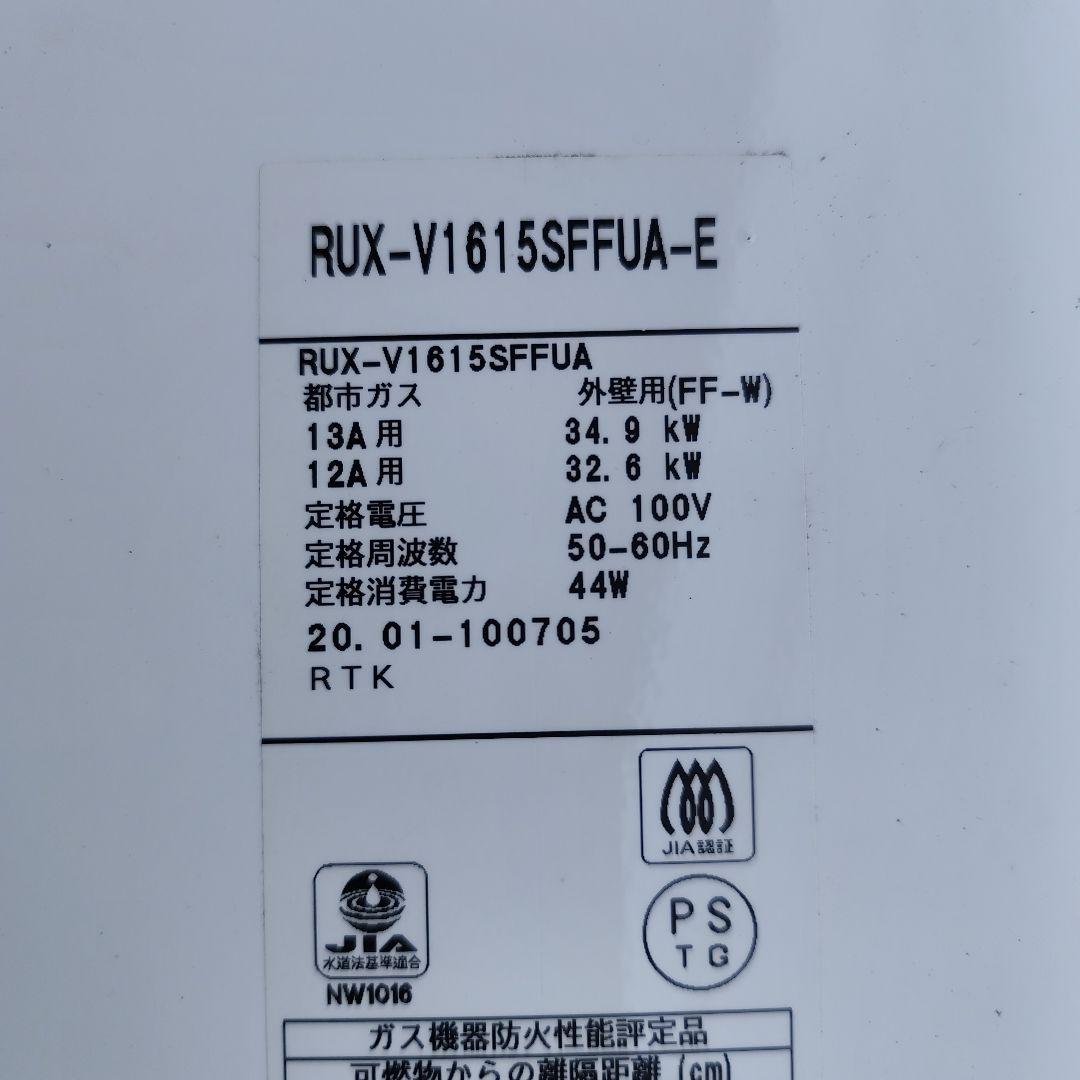 RUX-V1615SFFUA-E
RUX-V1615SFFUA
都市ガス 外壁用(FF-W)
13A用 34.9 kW
12A用 32.6 kW
定格電圧 AC 100V
定格周波数 50-60Hz
定格消費電力 44W
20.01-100705
RTK
JIA認証
JIA
水道法基準適合
NW1016
PS
TG
ガス機器防火性能評定品
可燃物からの離隔距離(cm)